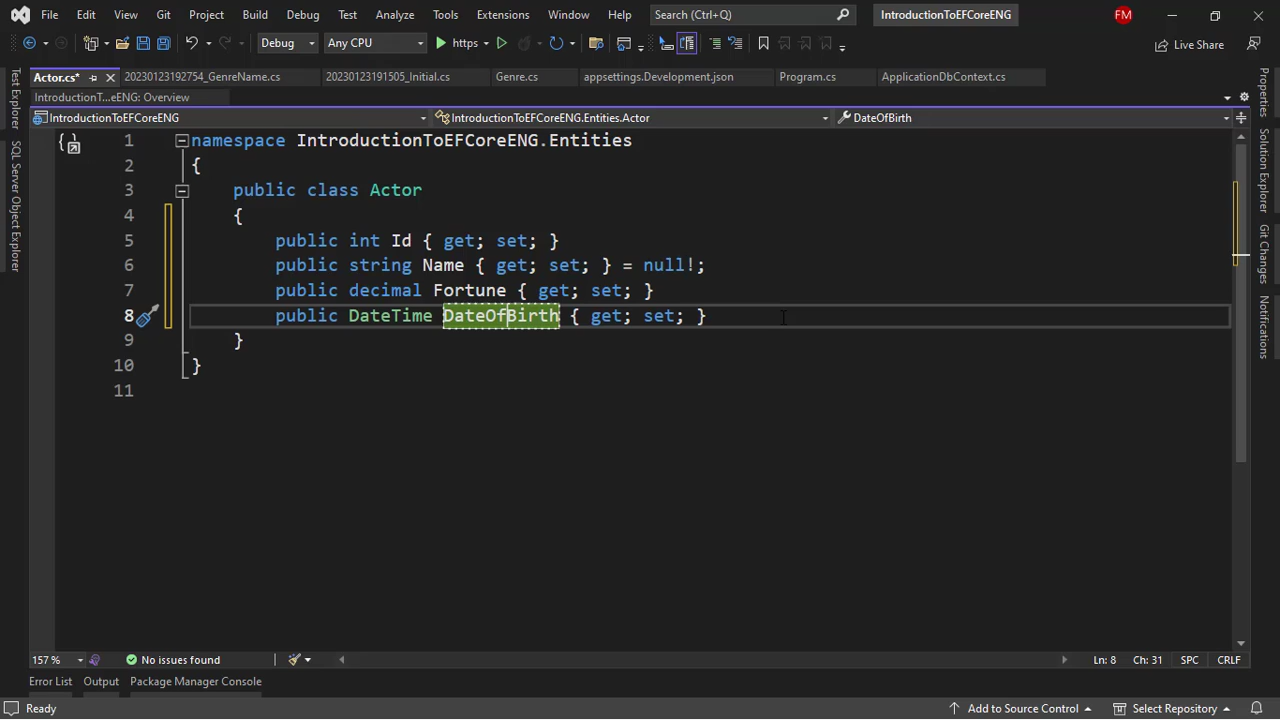 File Edit View Git Project Build Debug Test Analyze Tools Extensions Window Help Search (Ctrl+Q) IntroductionToEFCoreENG FM
Debug Any CPU https Live Share
Actor.cs* 20230123192754_GenreName.cs 20230123191505_Initial.cs Genre.cs appsettings.Development.json Program.cs ApplicationDbContext.cs
IntroductionT...eENG: Overview
IntroductionToEFCoreENG IntroductionToEFCoreENG.Entities.Actor DateOfBirth
Test Explorer
SQL Server Object Explorer
1 namespace IntroductionToEFCoreENG.Entities
2 {
3 public class Actor
4 {
5 public int Id { get; set; }
6 public string Name { get; set; } = null!;
7 public decimal Fortune { get; set; }
8 public DateTime DateOfBirth { get; set; }
9 }
10 }
11
Properties
Solution Explorer
Git Changes
Notifications
157 % No issues found Ln: 8 Ch: 31 SPC CRLF
Error List Output Package Manager Console
Ready Add to Source Control Select Repository